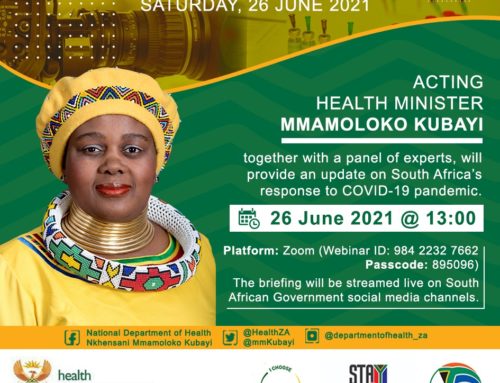 SATURDAY, 26 JUNE 2021
ACTING
HEALTH MINISTER
MMAMOLOKO KUBAYI
together with a panel of experts, will
provide an update on South Africa's
response to COVID-19 pandemic.
26 June 2021 @ 13:00
Platform: Zoom (Webinar ID: 984 2232 7662
Passcode: 895096)
The briefing will be streamed live on South
African Government social media channels.
National Department of Health
Nkhensani Mmamoloko Kubayi
@HealthZA
@mmKubayi
@departmentofhealth_za
health
I CHOOSE
STAY